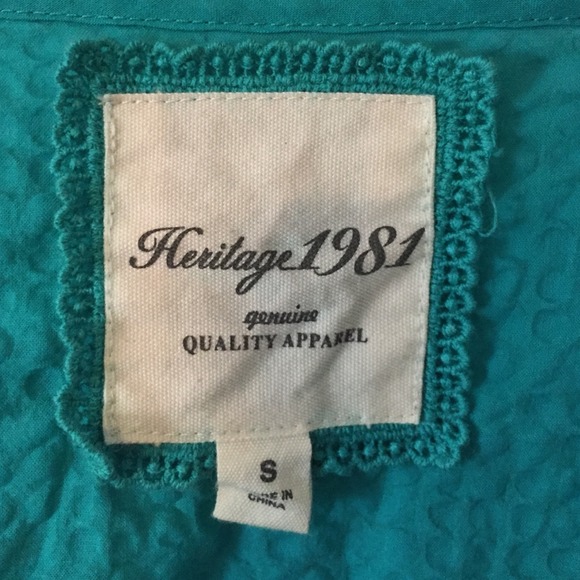 Heritage 1981
genuine
QUALITY APPAREL
S
MADE IN
CHINA